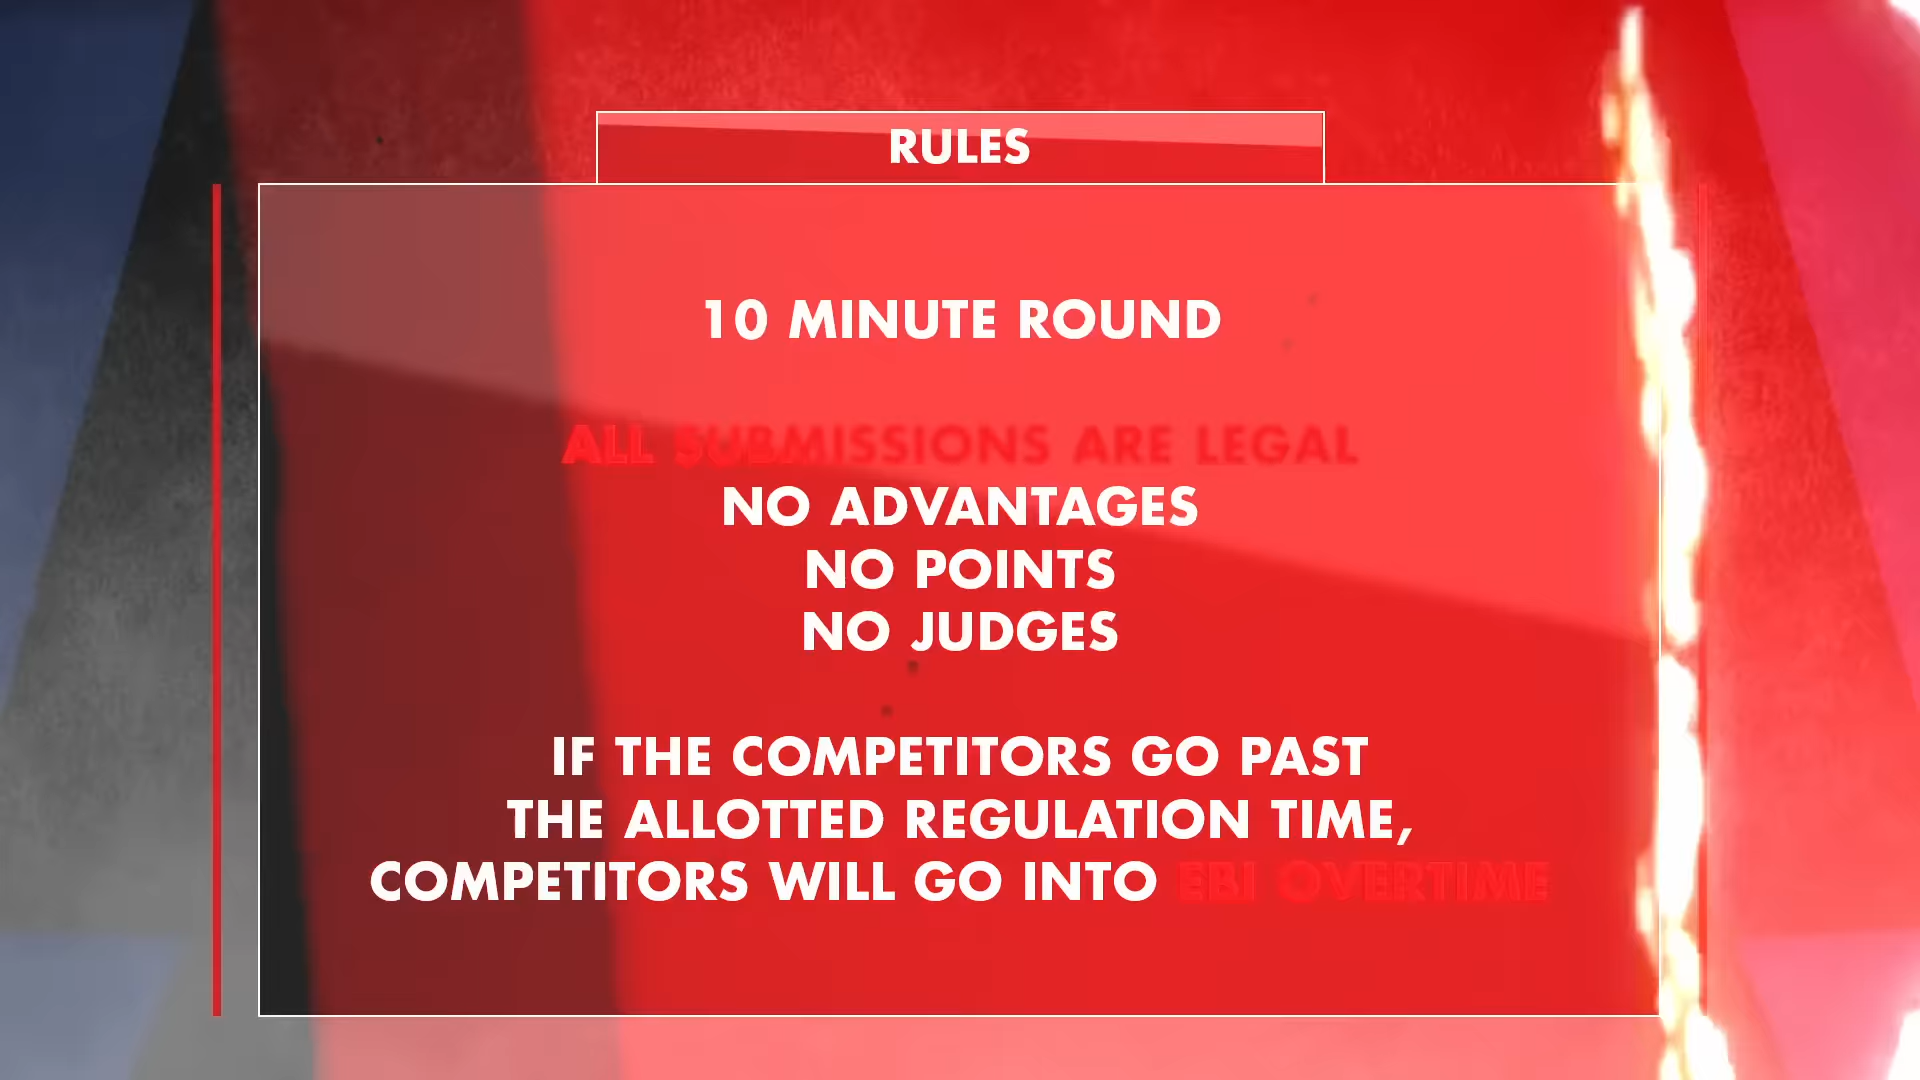 RULES
10 MINUTE ROUND
ALL SUBMISSIONS ARE LEGAL
NO ADVANTAGES
NO POINTS
NO JUDGES
IF THE COMPETITORS GO PAST
THE ALLOTTED REGULATION TIME,
COMPETITORS WILL GO INTO EBI OVERTIME